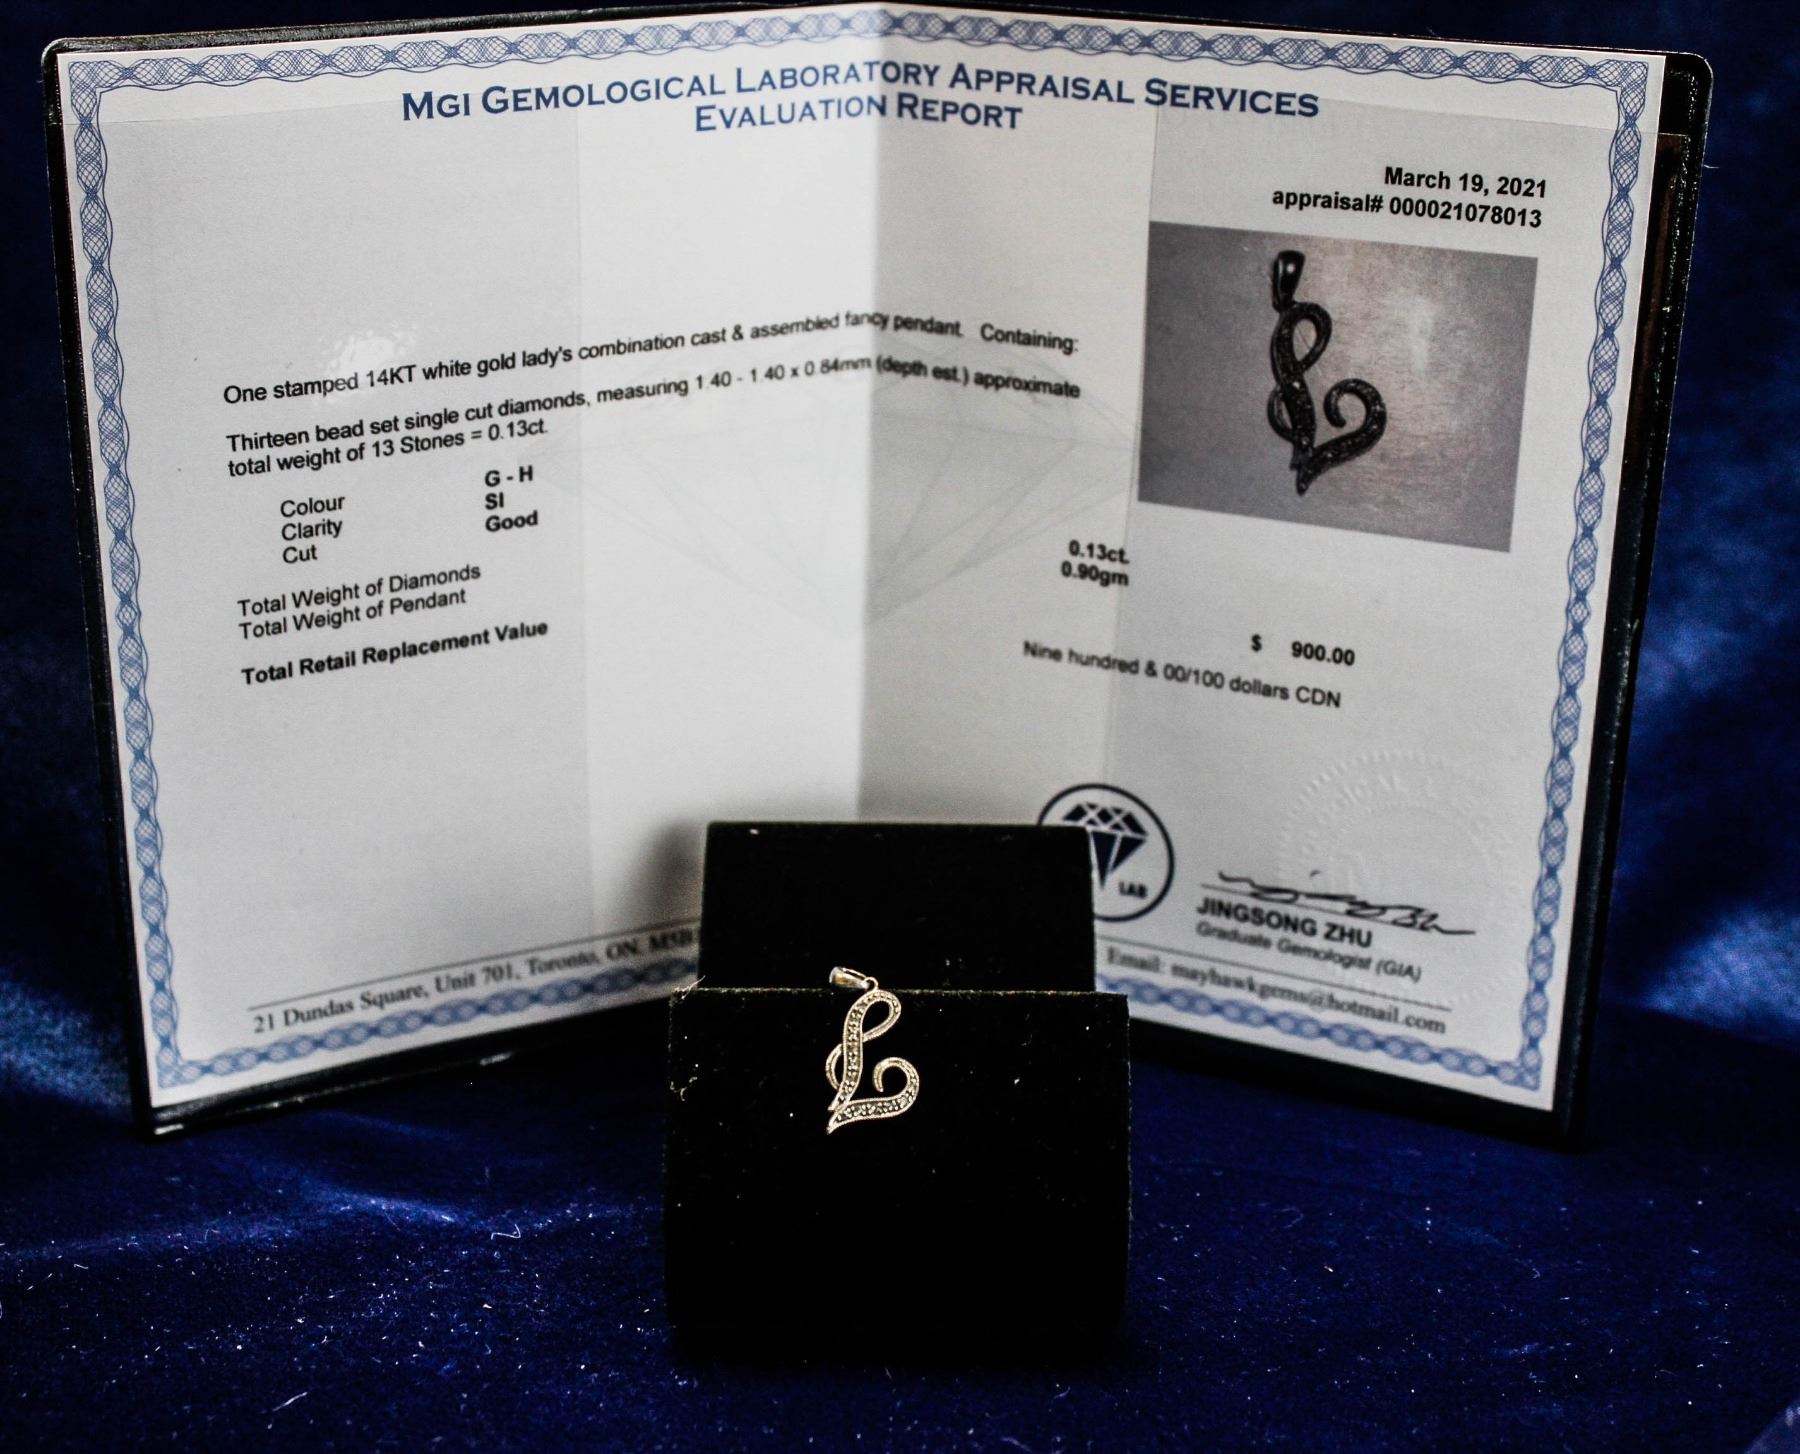 MGI GEMOLOGICAL LABORATORY APPRAISAL SERVICES
EVALUATION REPORT
March 19, 2021
appraisal# 000021078013
One stamped 14KT white gold lady's combination cast & assembled fancy pendant. Containing:
Thirteen bead set single cut diamonds, measuring 1.40 - 1.40 x 0.84mm (depth est.) approximate
total weight of 13 Stones = 0.13ct.
Colour G - H
Clarity SI
Cut Good
Total Weight of Diamonds 0.13ct.
Total Weight of Pendant 0.90gm
Total Retail Replacement Value $ 900.00
Nine hundred & 00/100 dollars CDN
LAB
JINGSONG ZHU
Graduate Gemologist (GIA)
21 Dundas Square, Unit 701, Toronto, ON. M5B Email: mayhawkgems@hotmail.com
L